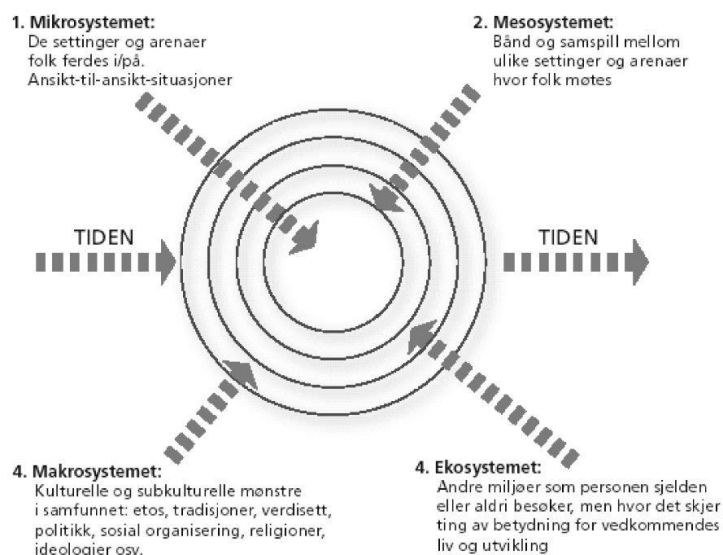 1. Mikrosystemet:
De settinger og arenaer
folk ferdes i/på.
Ansikt-til-ansikt-situasjoner
2. Mesosystemet:
Bånd og samspill mellom
ulike settinger og arenaer
hvor folk møtes
TIDEN
TIDEN
4. Makrosystemet:
Kulturelle og subkulturelle mønstre
i samfunnet: etos, tradisjoner, verdisett,
politikk, sosial organisering, religioner,
ideologier osv.
4. Ekosystemet:
Andre miljøer som personen sjelden
eller aldri besøker, men hvor det skjer
ting av betydning for vedkommendes
liv og utvikling